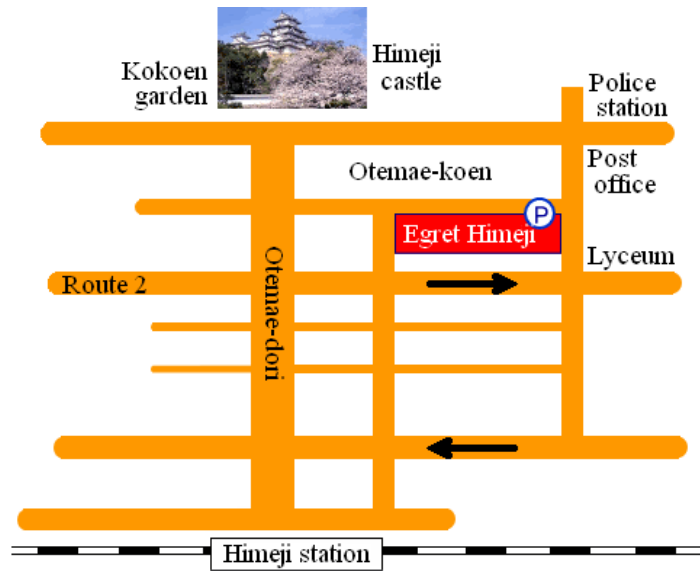 Kokoen
garden
Himeji
castle
Police
station
Otemae-koen
Post
office
P
Egret Himeji
Lyceum
Route 2
Otemae-dori
Himeji station